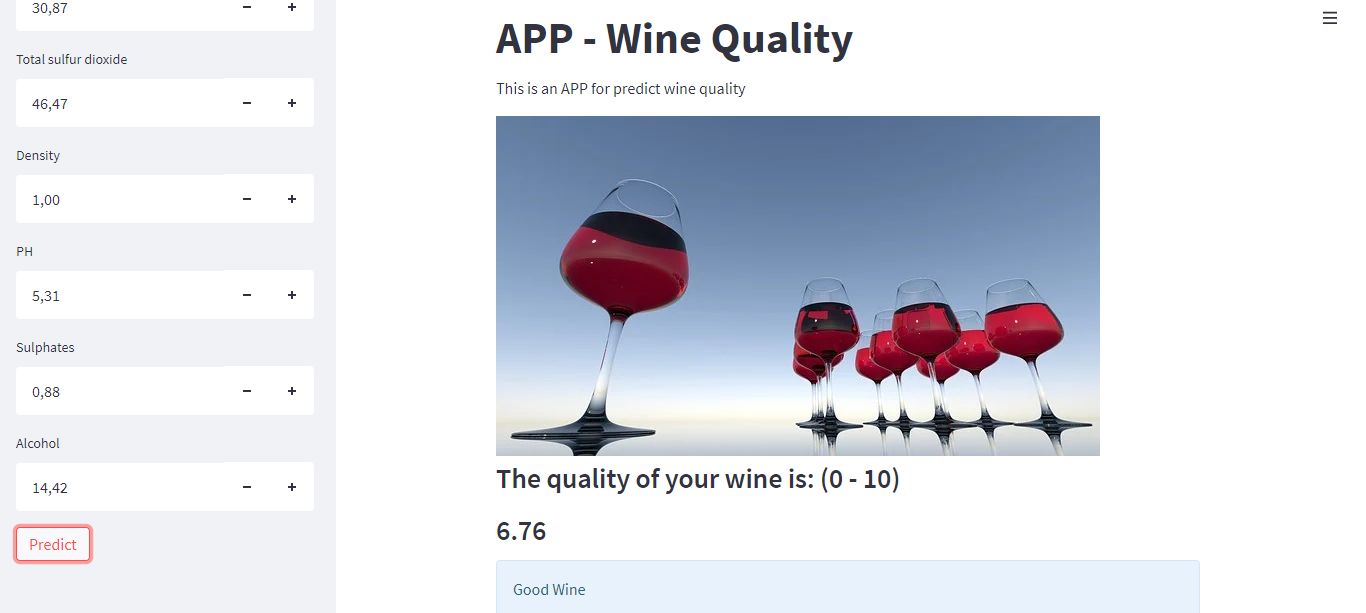 30,87
Total sulfur dioxide
46,47
Density
1,00
PH
5,31
Sulphates
0,88
Alcohol
14,42
Predict
APP - Wine Quality
This is an APP for predict wine quality
The quality of your wine is: (0 - 10)
6.76
Good Wine